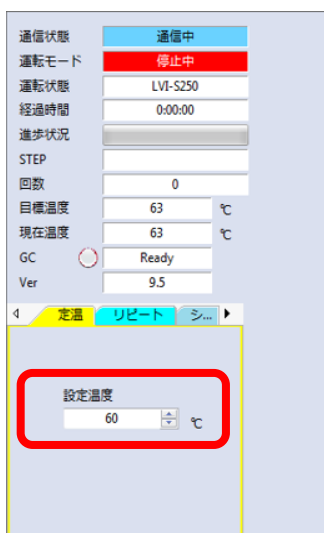 通信状態 通信中
運転モード 停止中
運転状態 LVI-S250
経過時間 0:00:00
進歩状況
STEP
回数 0
目標温度 63 ℃
現在温度 63 ℃
GC Ready
Ver 9.5
定温 リピート シ...
設定温度
60 ℃